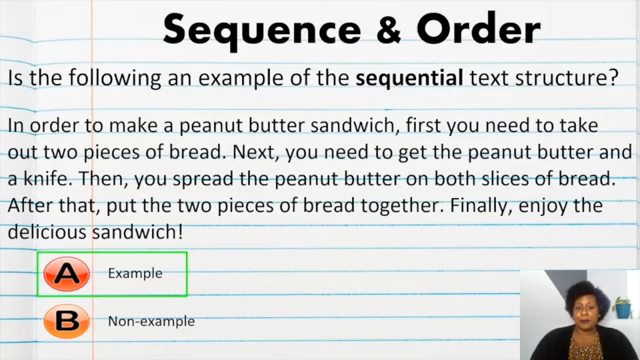 Sequence & Order
Is the following an example of the sequential text structure?
In order to make a peanut butter sandwich, first you need to take
out two pieces of bread. Next, you need to get the peanut butter and
a knife. Then, you spread the peanut butter on both slices of bread.
After that, put the two pieces of bread together. Finally, enjoy the
delicious sandwich!
A Example
B Non-example